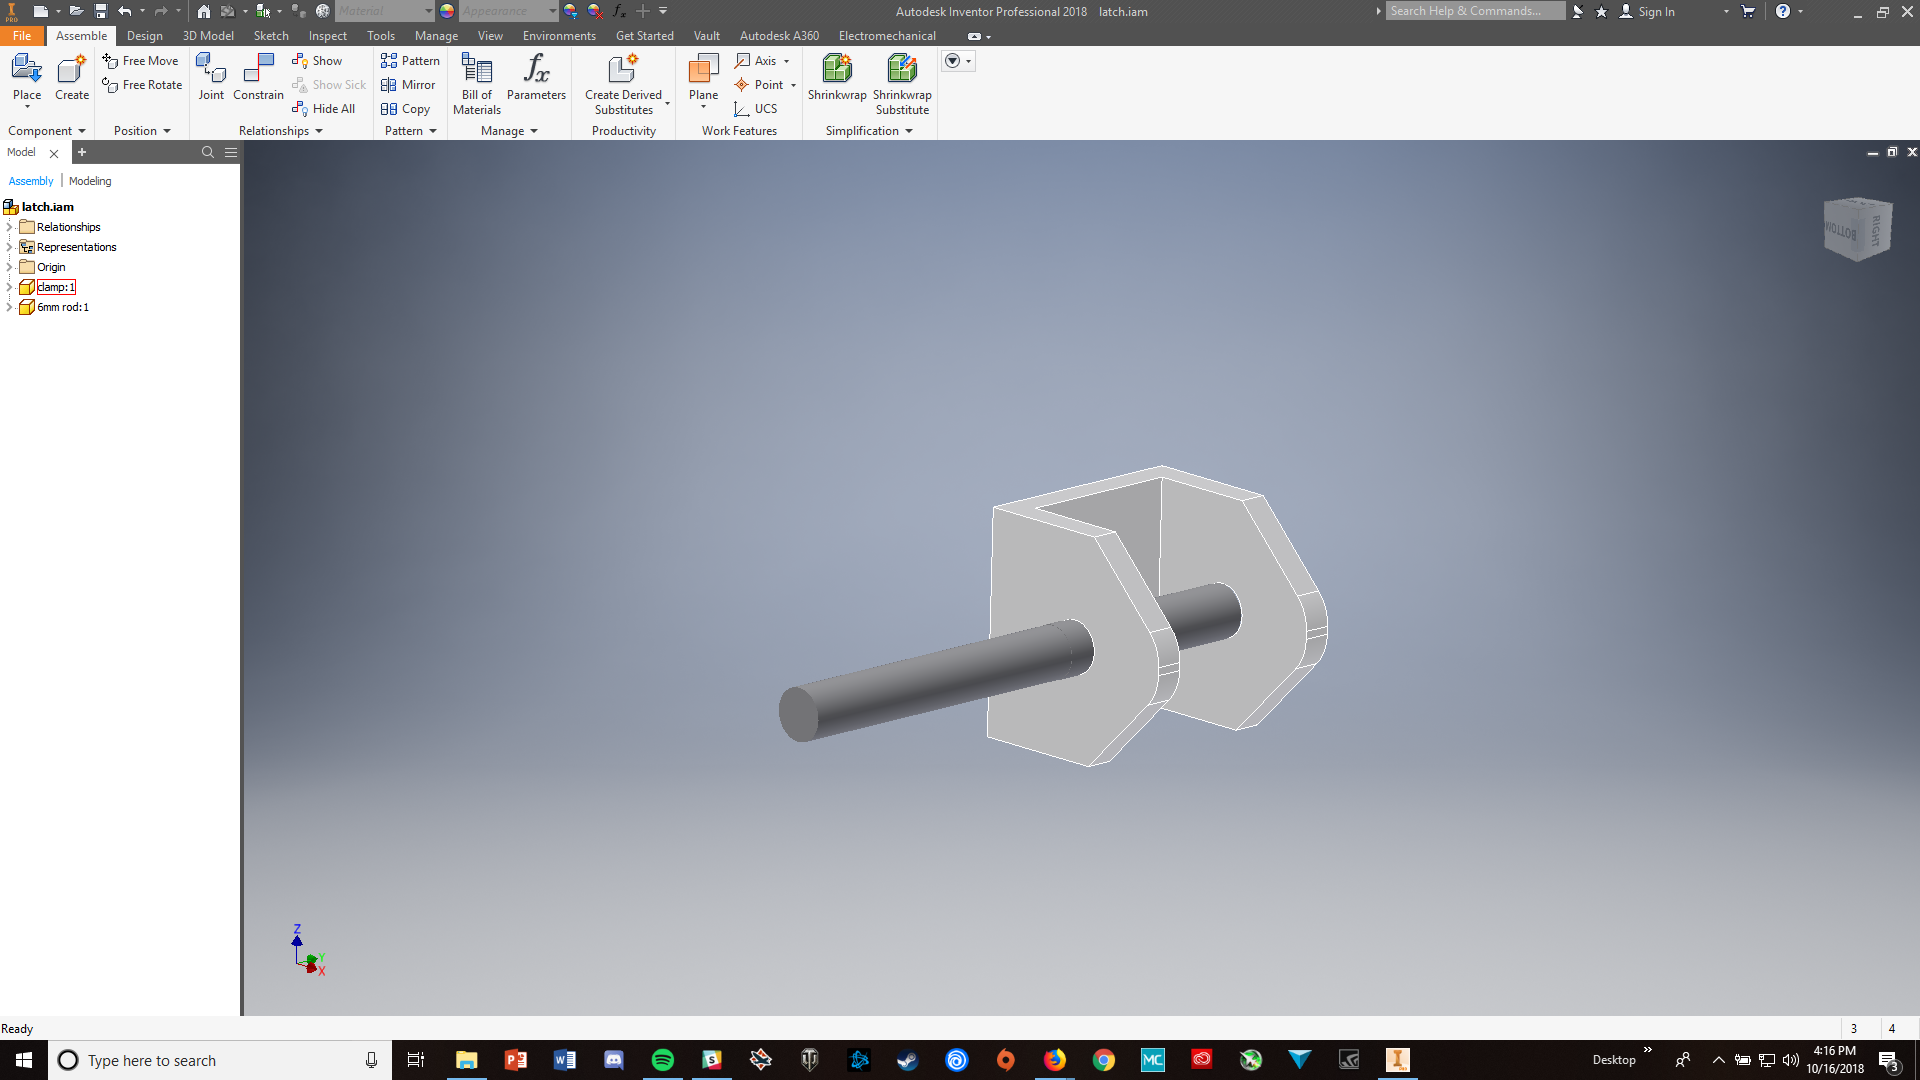 PRO
Material
Appearance
fx
Autodesk Inventor Professional 2018 latch.iam
Search Help & Commands...
Sign In
File Assemble Design 3D Model Sketch Inspect Tools Manage View Environments Get Started Vault Autodesk A360 Electromechanical
Place
Create
Component
Free Move
Free Rotate
Position
Joint
Constrain
Show
Show Sick
Hide All
Relationships
Pattern
Mirror
Copy
Pattern
Bill of
Materials
fx
Parameters
Manage
Create Derived
Substitutes
Productivity
Plane
Axis
Point
UCS
Work Features
Shrinkwrap
Shrinkwrap
Substitute
Simplification
Model
Assembly Modeling
latch.iam
Relationships
Representations
Origin
clamp:1
6mm rod:1
BOTTOM
RIGHT
Z
Y
X
Ready
3 4
Type here to search
MC
Desktop
4:16 PM
10/16/2018
3